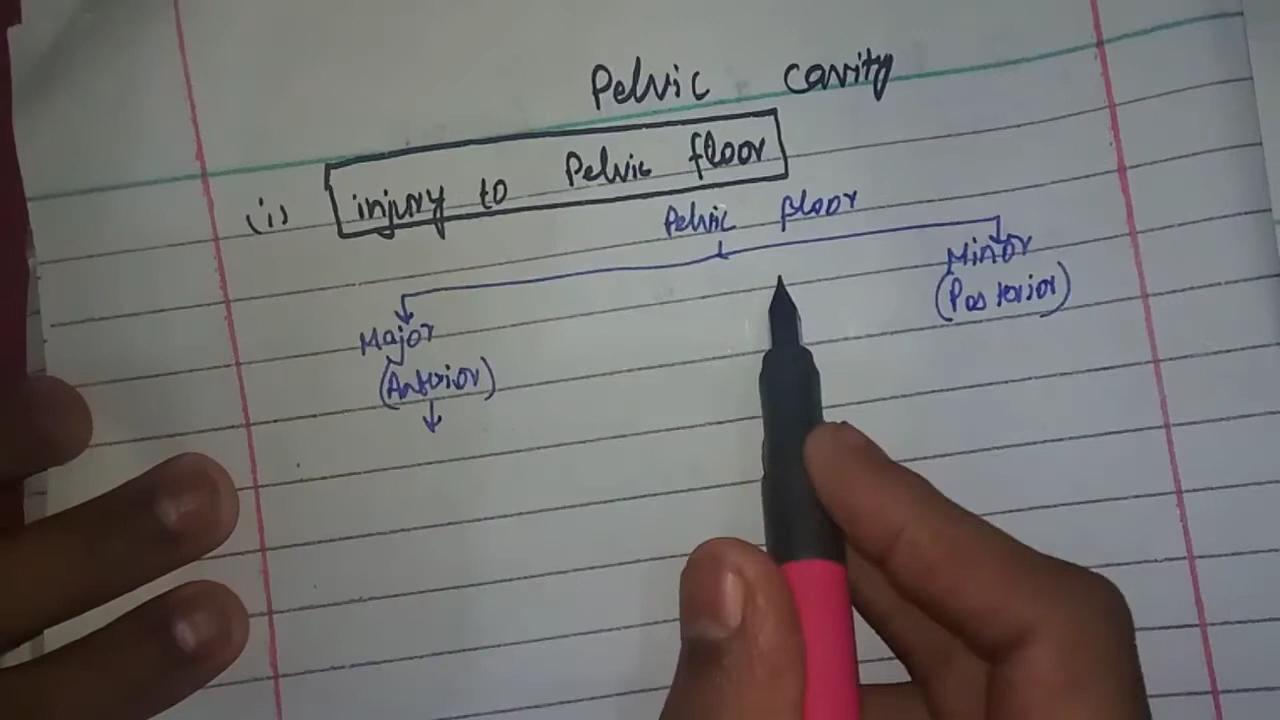 Pelvic cavity
(i) injury to Pelvic floor
Pelvic floor
Major
(Anterior)
Minor
(Posterior)